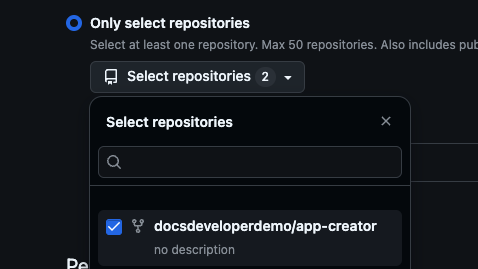 Only select repositories
Select at least one repository. Max 50 repositories. Also includes pub
Select repositories 2
Select repositories
docsdeveloperdemo/app-creator
no description
Pe